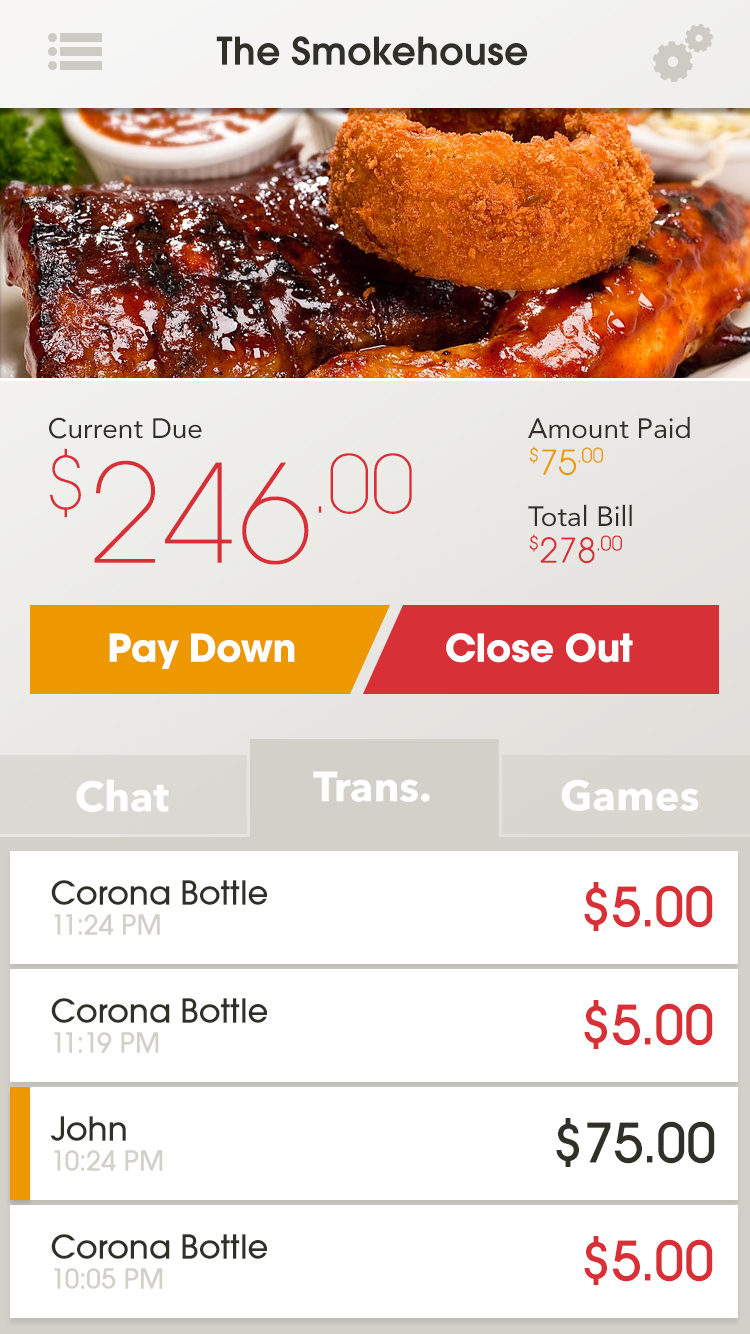 The Smokehouse
Current Due
Amount Paid
$246.00
$75.00
Total Bill
$278.00
Pay Down
Close Out
Chat
Trans.
Games
Corona Bottle
$5.00
11:24 PM
Corona Bottle
$5.00
11:19 PM
John
$75.00
10:24 PM
Corona Bottle
$5.00
10:05 PM